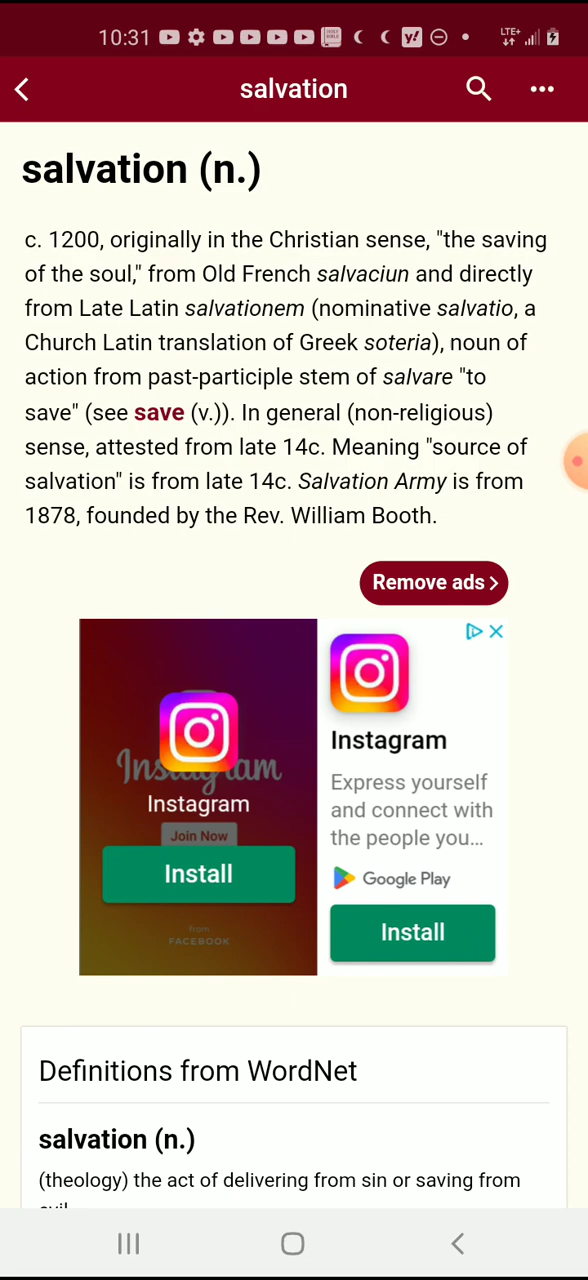 10:31
LTE+
salvation
salvation (n.)
c. 1200, originally in the Christian sense, "the saving
of the soul," from Old French salvaciun and directly
from Late Latin salvationem (nominative salvatio, a
Church Latin translation of Greek soteria), noun of
action from past-participle stem of salvare "to
save" (see save (v.)). In general (non-religious)
sense, attested from late 14c. Meaning "source of
salvation" is from late 14c. Salvation Army is from
1878, founded by the Rev. William Booth.
Remove ads
Instagram
Instagram
Join Now
Install
from
FACEBOOK
Instagram
Express yourself
and connect with
the people you...
Google Play
Install
Definitions from WordNet
salvation (n.)
(theology) the act of delivering from sin or saving from